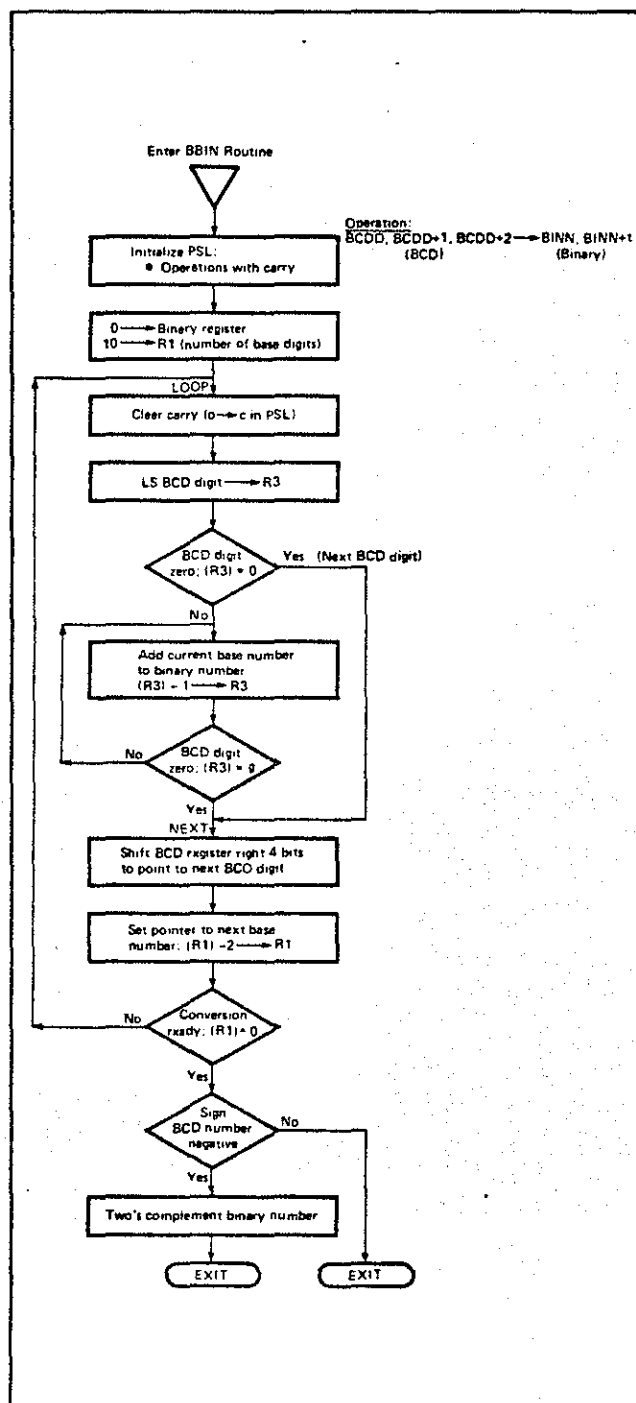 Enter BBIN Routine
Operation:
BCDD, BCDD+1, BCDD+2 → BINN, BINN+1
(BCD) (Binary)
Initialize PSL:
• Operations with carry
0 → Binary register
10 → R1 (number of base digits)
LOOP
Clear carry (o → c in PSL)
LS BCD digit → R3
BCD digit
zero; (R3) = 0
Yes (Next BCD digit)
No
Add current base number
to binary number
(R3) - 1 → R3
No
BCD digit
zero; (R3) = 0
Yes
NEXT
Shift BCD register right 4 bits
to point to next BCD digit
Set pointer to next base
number; (R1) -2 → R1
No
Conversion
ready; (R1) = 0
Yes
Sign
BCD number
negative
No
Yes
Two's complement binary number
EXIT
EXIT